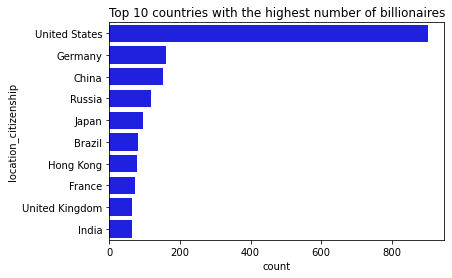 Top 10 countries with the highest number of billionaires
location_citizenship
United States
Germany
China
Russia
Japan
Brazil
Hong Kong
France
United Kingdom
India
0 200 400 600 800
count